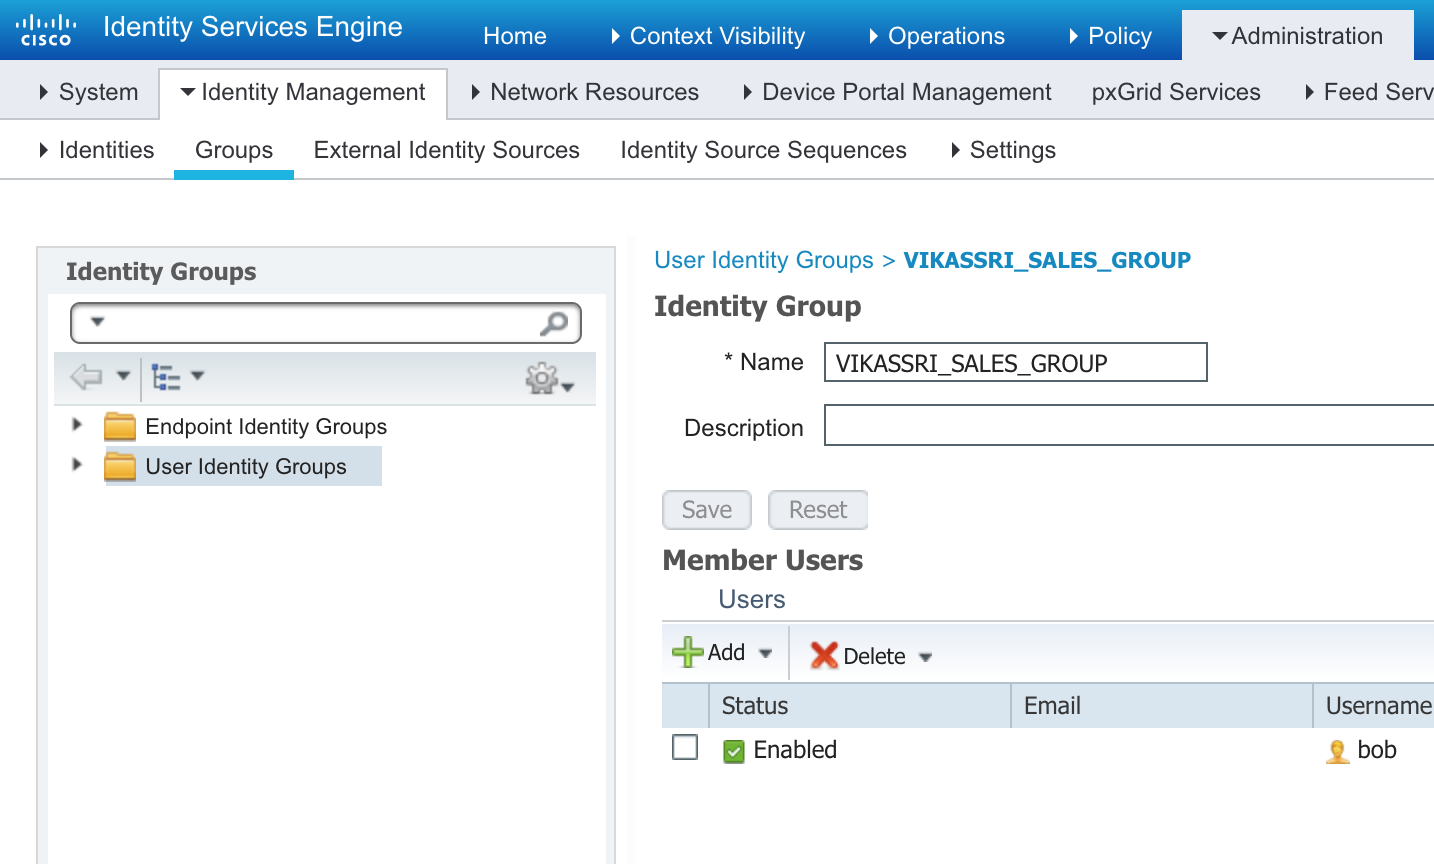 CISCO Identity Services Engine Home Context Visibility Operations Policy Administration
System Identity Management Network Resources Device Portal Management pxGrid Services Feed Serv
Identities Groups External Identity Sources Identity Source Sequences Settings
Identity Groups
Endpoint Identity Groups
User Identity Groups
User Identity Groups > VIKASSRI_SALES_GROUP
Identity Group
* Name VIKASSRI_SALES_GROUP
Description
Save Reset
Member Users
Users
Add Delete
Status Email Username
Enabled bob